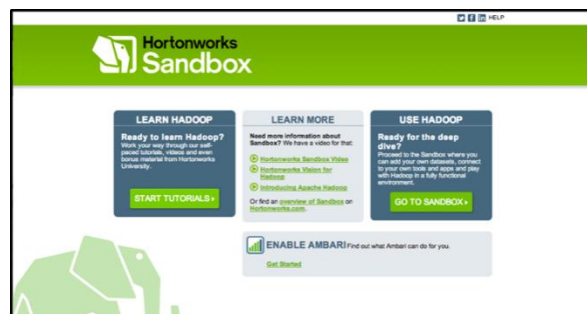 HELP
Hortonworks
Sandbox
LEARN HADOOP
Ready to learn Hadoop?
Work your way through our self-
paced tutorials, videos and even
bonus material from Hortonworks
University.
START TUTORIALS
LEARN MORE
Need more information about
Sandbox? We have a video for that:
Hortonworks Sandbox Video
Hortonworks Vision for
Hadoop
Introducing Apache Hadoop
Or find an overview of Sandbox on
Hortonworks.com.
USE HADOOP
Ready for the deep
dive?
Proceed to the Sandbox where you
can add your own datasets, connect
to your own tools and apps and play
with Hadoop in a fully functional
environment.
GO TO SANDBOX
ENABLE AMBARI Find out what Ambari can do for you.
Get Started